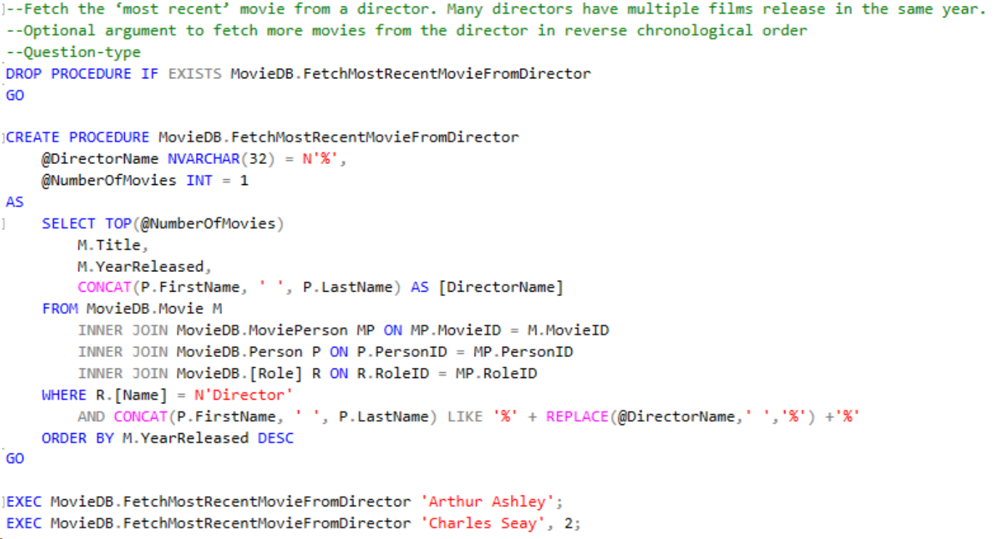 --Fetch the ‘most recent’ movie from a director. Many directors have multiple films release in the same year.
--Optional argument to fetch more movies from the director in reverse chronological order
--Question-type
DROP PROCEDURE IF EXISTS MovieDB.FetchMostRecentMovieFromDirector
GO
CREATE PROCEDURE MovieDB.FetchMostRecentMovieFromDirector
    @DirectorName NVARCHAR(32) = N'%',
    @NumberOfMovies INT = 1
AS
    SELECT TOP(@NumberOfMovies)
        M.Title,
        M.YearReleased,
        CONCAT(P.FirstName, ' ', P.LastName) AS [DirectorName]
    FROM MovieDB.Movie M
        INNER JOIN MovieDB.MoviePerson MP ON MP.MovieID = M.MovieID
        INNER JOIN MovieDB.Person P ON P.PersonID = MP.PersonID
        INNER JOIN MovieDB.[Role] R ON R.RoleID = MP.RoleID
    WHERE R.[Name] = N'Director'
        AND CONCAT(P.FirstName, ' ', P.LastName) LIKE '%' + REPLACE(@DirectorName,' ','%') +'%'
    ORDER BY M.YearReleased DESC
GO
EXEC MovieDB.FetchMostRecentMovieFromDirector 'Arthur Ashley';
EXEC MovieDB.FetchMostRecentMovieFromDirector 'Charles Seay', 2;